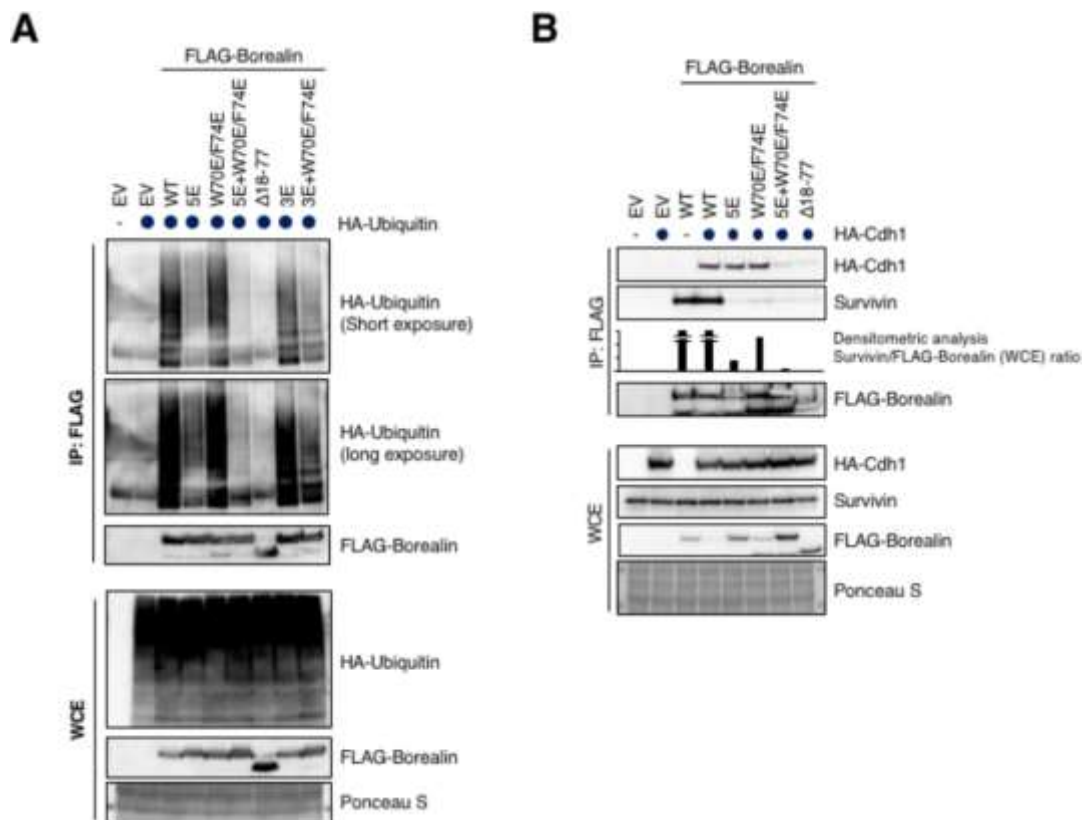 A
FLAG-Borealin
EV
EV
WT
5E
W70E/F74E
5E+W70E/F74E
Δ18-77
3E
3E+W70E/F74E
-
HA-Ubiquitin
IP: FLAG
HA-Ubiquitin
(Short exposure)
HA-Ubiquitin
(long exposure)
FLAG-Borealin
WCE
HA-Ubiquitin
FLAG-Borealin
Ponceau S
B
FLAG-Borealin
EV
EV
WT
WT
5E
W70E/F74E
5E+W70E/F74E
Δ18-77
-
-
HA-Cdh1
IP: FLAG
HA-Cdh1
Survivin
Densitometric analysis
Survivin/FLAG-Borealin (WCE) ratio
FLAG-Borealin
WCE
HA-Cdh1
Survivin
FLAG-Borealin
Ponceau S